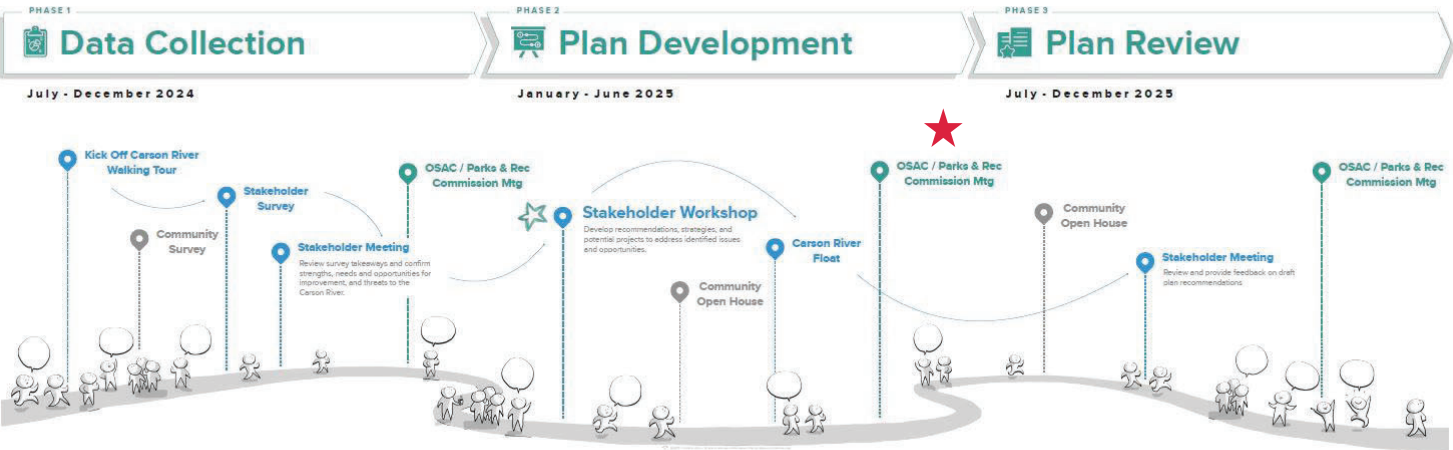 PHASE 1
Data Collection
July - December 2024
PHASE 2
Plan Development
January - June 2025
PHASE 3
Plan Review
July - December 2025
Kick Off Carson River
Walking Tour
Community
Survey
Stakeholder
Survey
Stakeholder Meeting
Review survey takeaways and confirm
strengths, needs and opportunities for
improvement, and threats to the
Carson River.
OSAC / Parks & Rec
Commission Mtg
Stakeholder Workshop
Develop recommendations, strategies, and
potential projects to address identified issues
and opportunities.
Community
Open House
Carson River
Float
OSAC / Parks & Rec
Commission Mtg
Community
Open House
Stakeholder Meeting
Review and provide feedback on draft
plan recommendations
OSAC / Parks & Rec
Commission Mtg